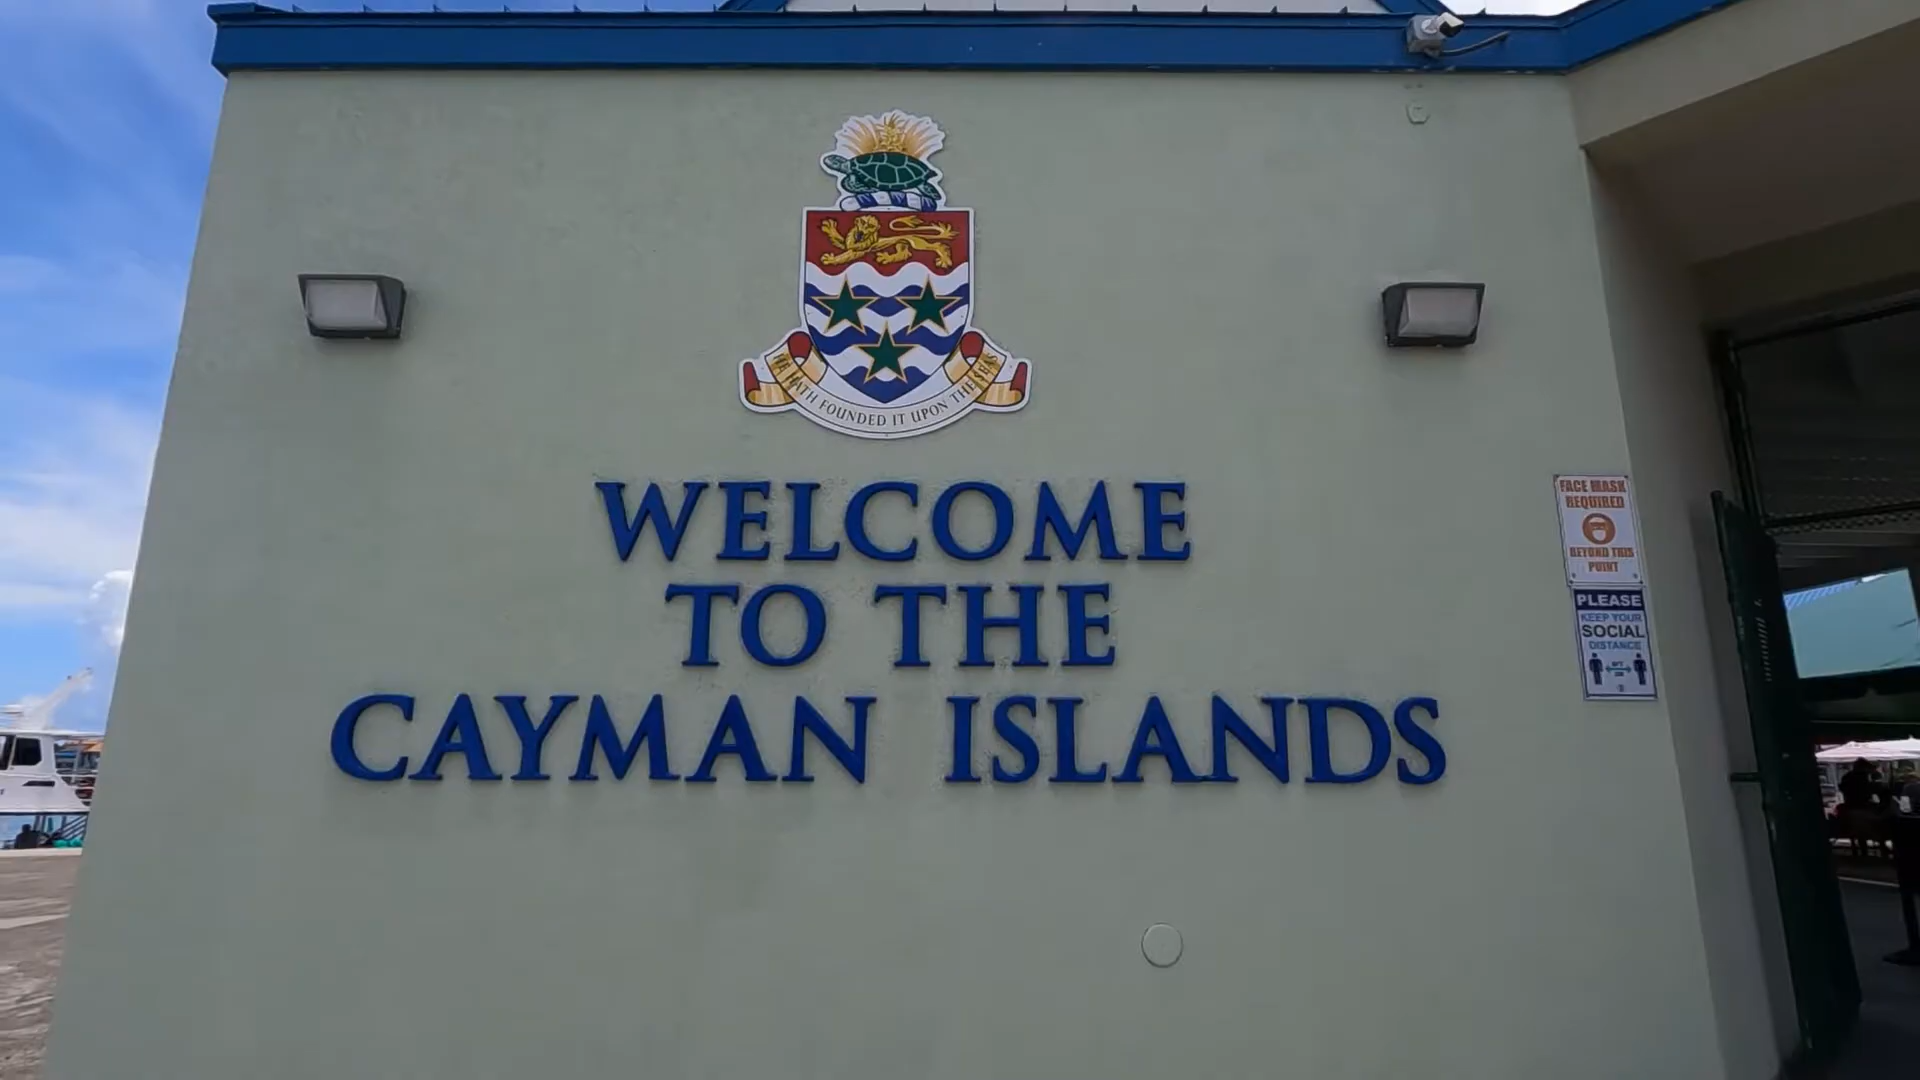 HE HATH FOUNDED IT UPON THE SEAS
WELCOME
TO THE
CAYMAN ISLANDS
FACE MASK
REQUIRED
BEYOND THIS
POINT
PLEASE
KEEP YOUR
SOCIAL
DISTANCE